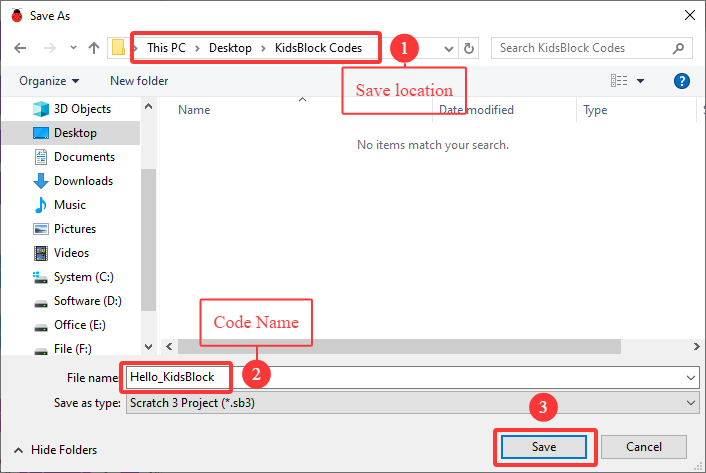 Save As
This PC > Desktop > KidsBlock Codes
1
Search KidsBlock Codes
Organize
New folder
?
Save location
3D Objects
Name
Date modified
Type
S
Desktop
No items match your search.
Documents
Downloads
Music
Pictures
Videos
System (C:)
Software (D:)
Office (E:)
File (F:)
Code Name
File name:
Hello_KidsBlock
2
Save as type:
Scratch 3 Project (*.sb3)
3
Hide Folders
Save
Cancel